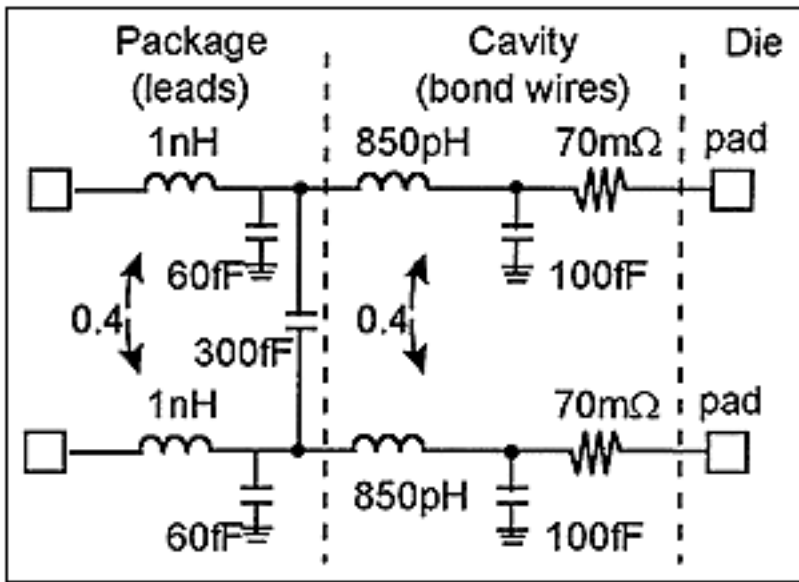 Package
(leads)
Cavity
(bond wires)
Die
1nH
850pH
70mΩ
pad
60fF
100fF
0.4
300fF
0.4
1nH
70mΩ
pad
850pH
60fF
100fF